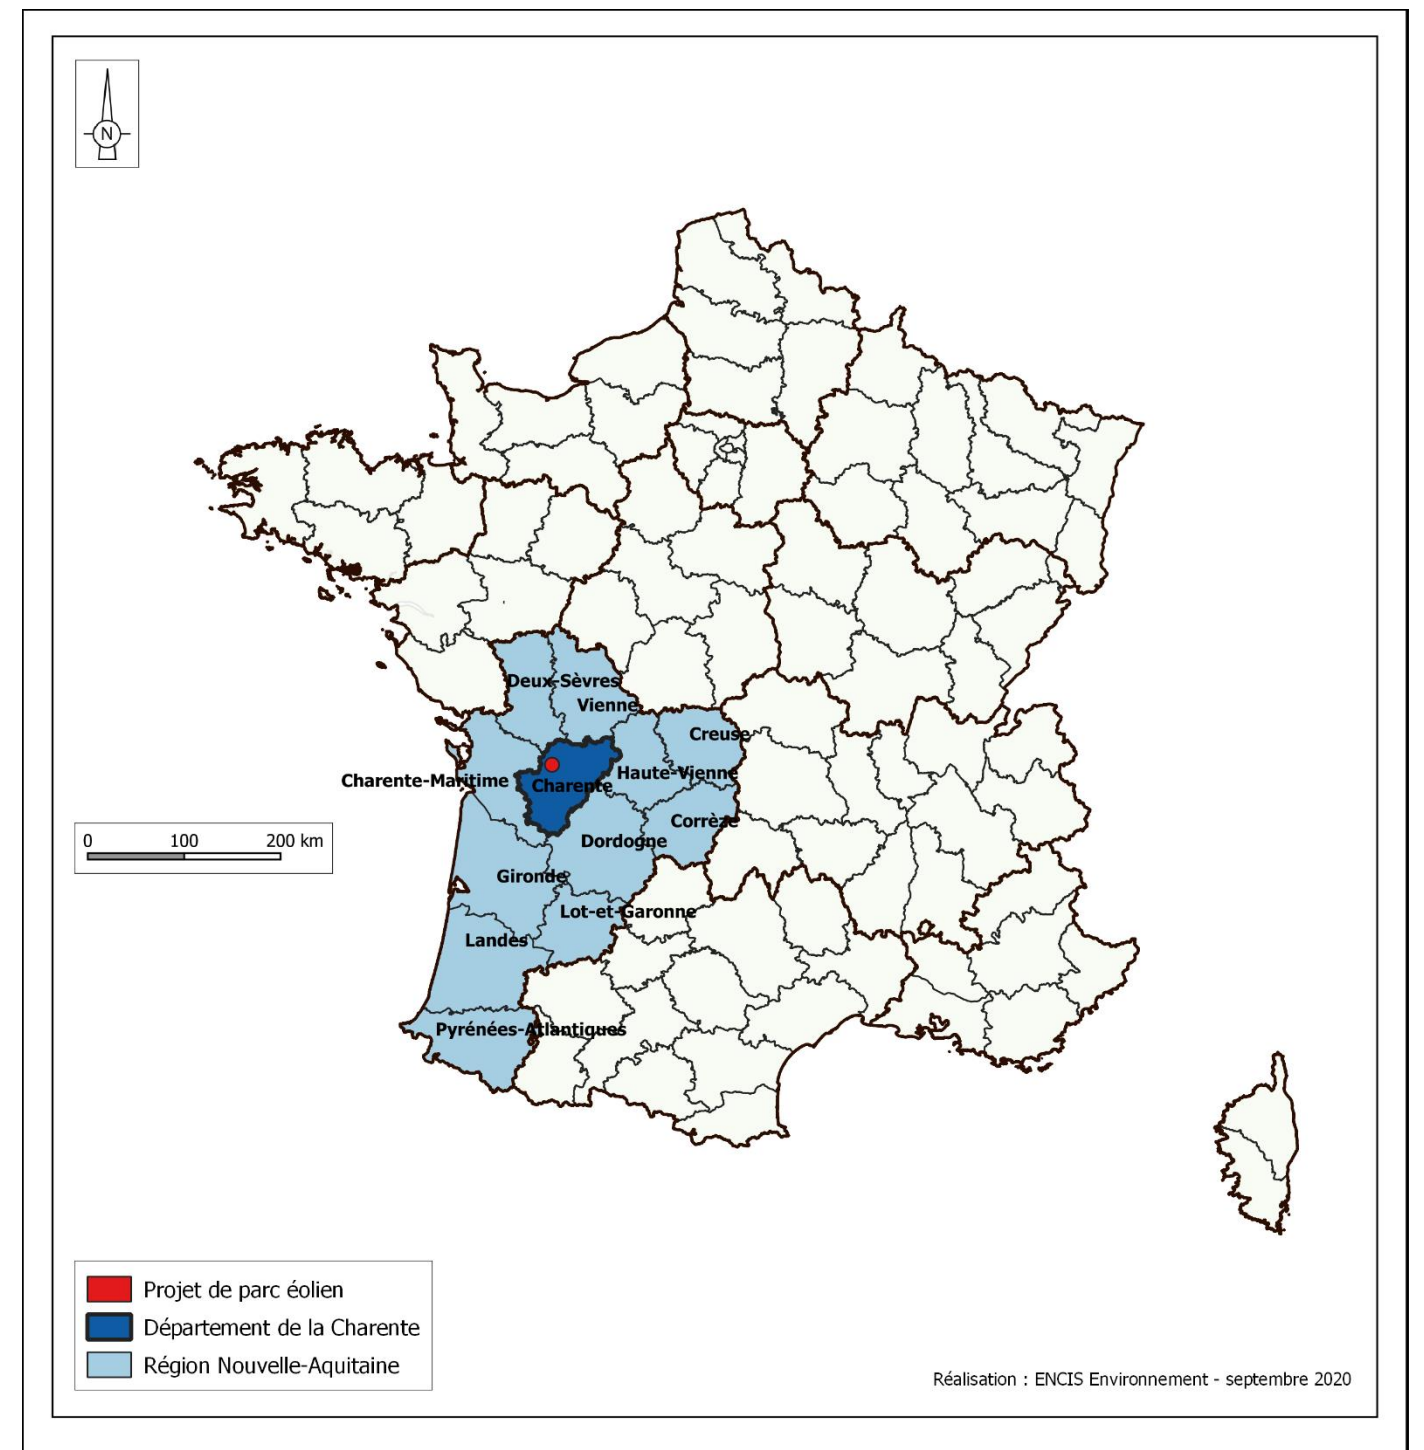 N
Deux-Sèvres
Vienne
Creuse
Haute-Vienne
Charente-Maritime
Charente
Corrèze
Dordogne
Gironde
Lot-et-Garonne
Landes
Pyrénées-Atlantiques
0 100 200 km
Projet de parc éolien
Département de la Charente
Région Nouvelle-Aquitaine
Réalisation : ENCIS Environnement - septembre 2020